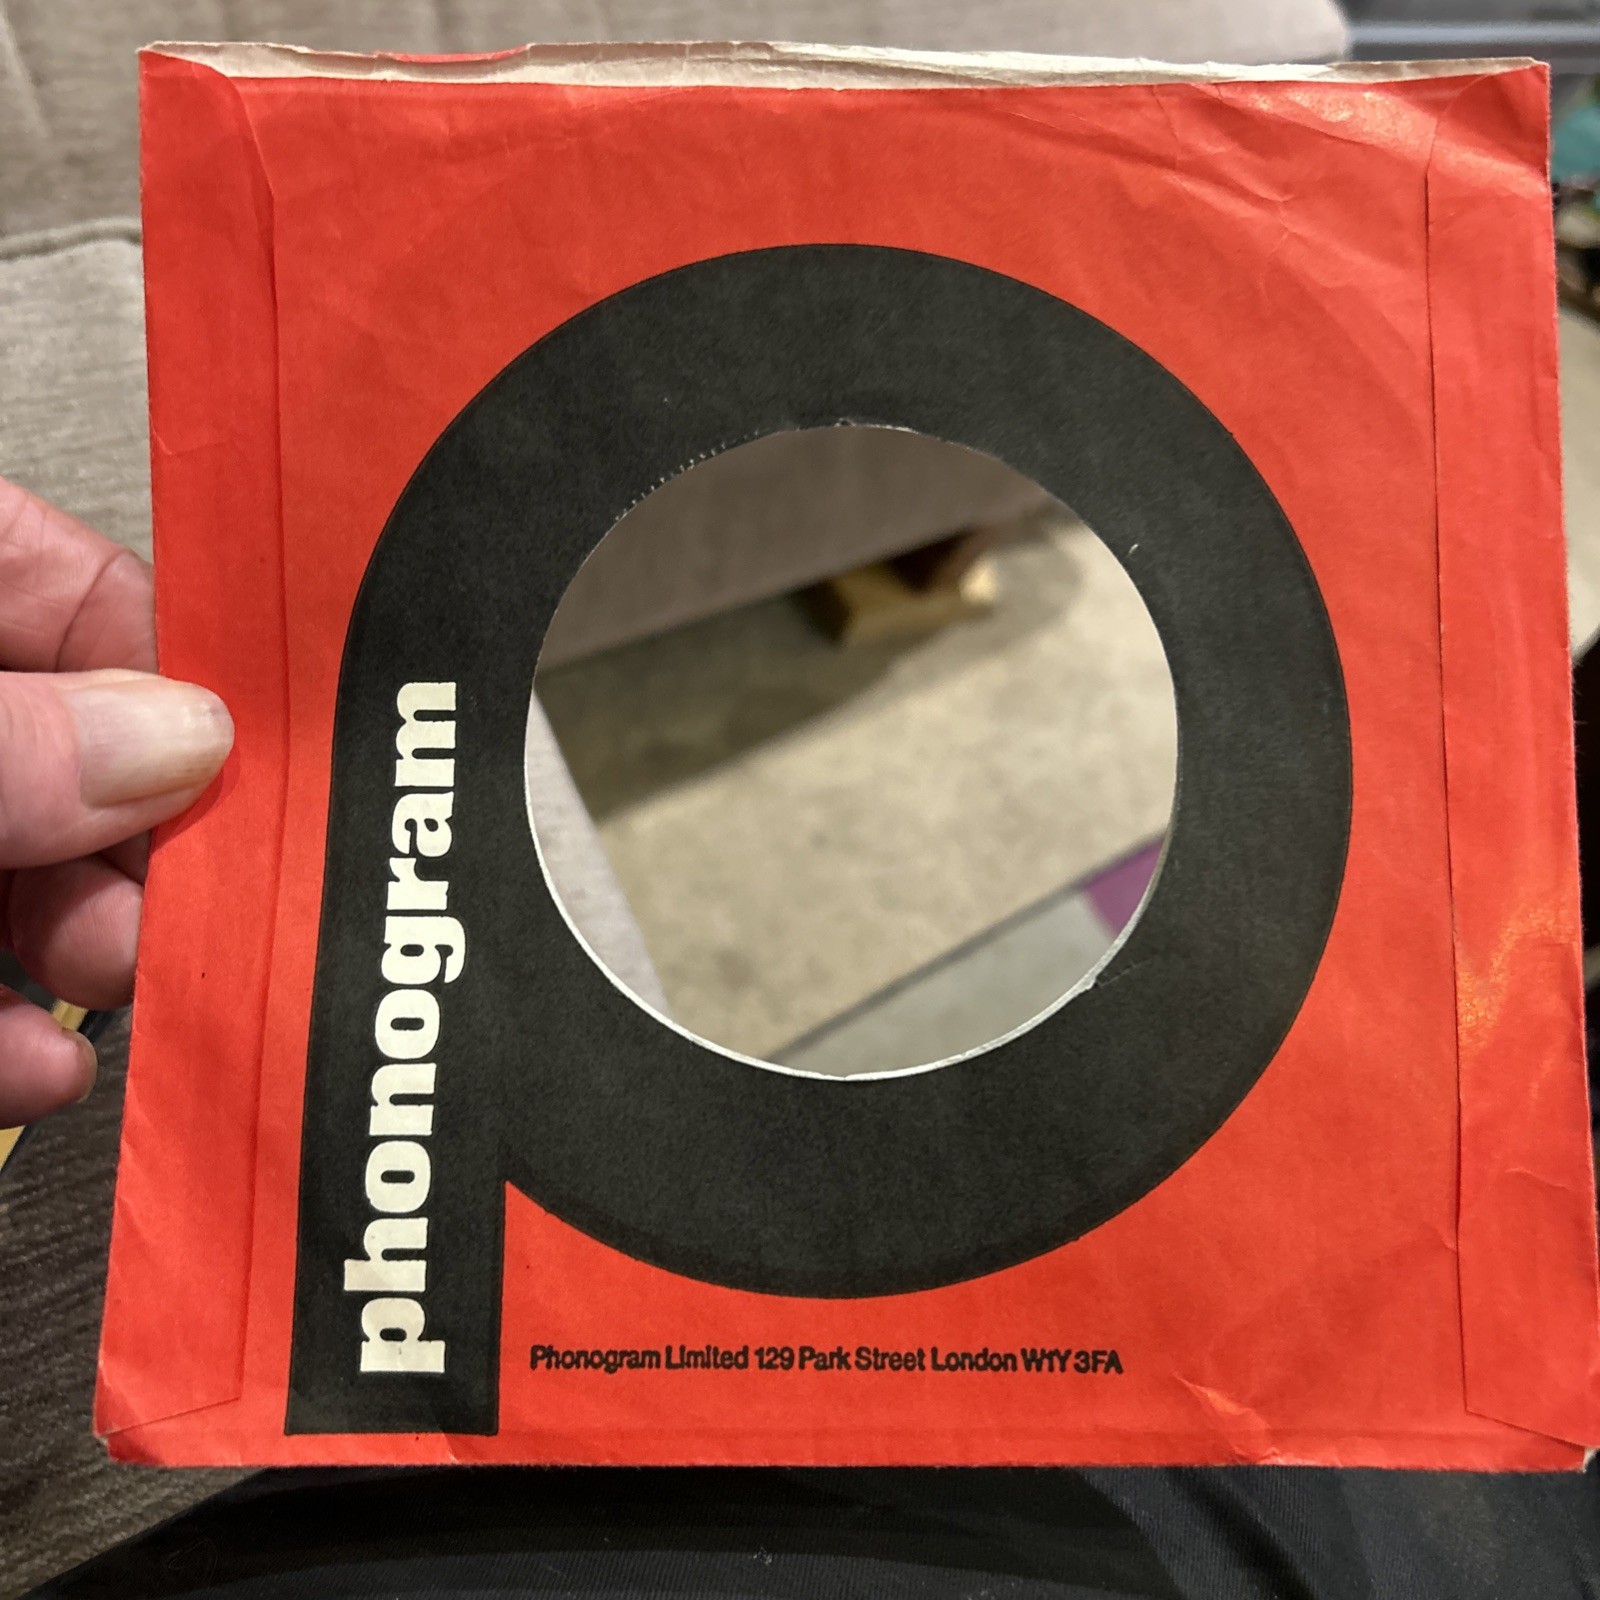 phonogram
Phonogram Limited 129 Park Street London W1Y 3FA